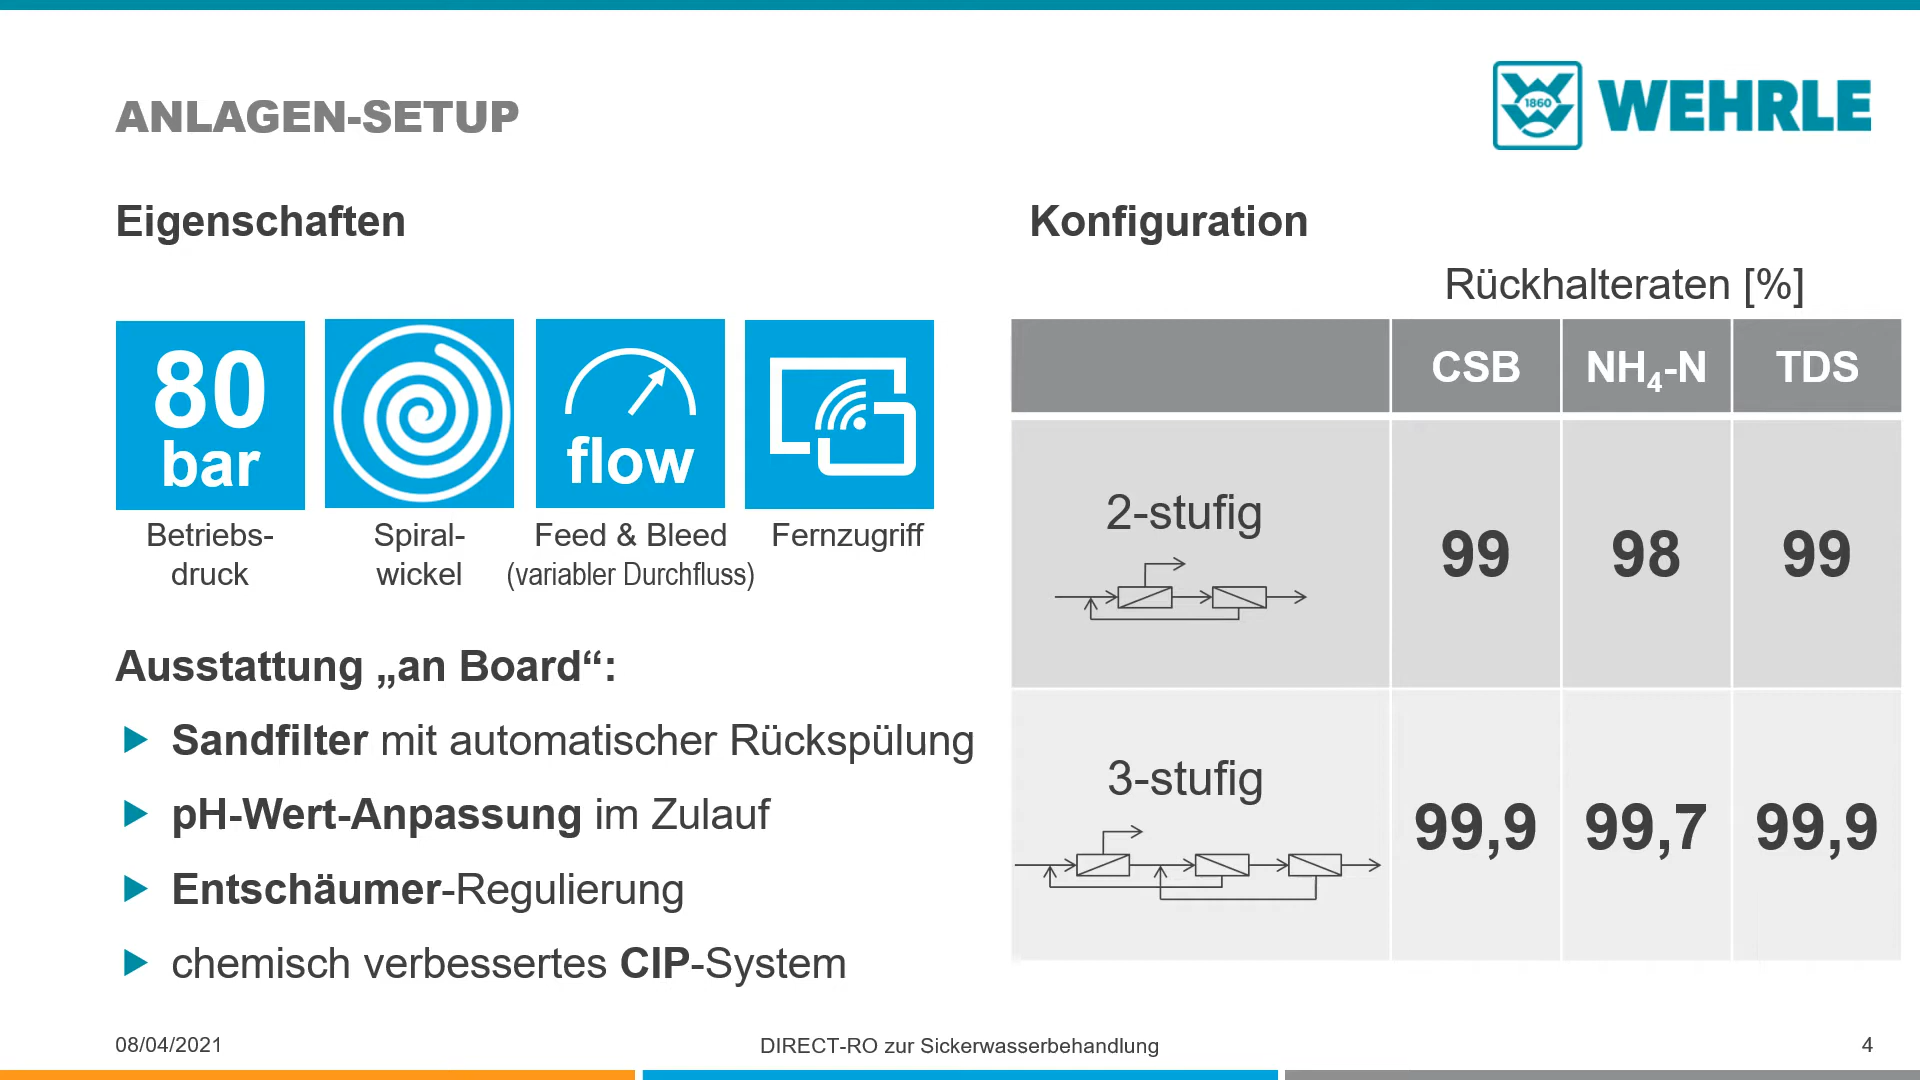 ANLAGEN-SETUP
1860
WEHRLE
Eigenschaften
80
bar
Betriebs-
druck
Spiral-
wickel
flow
Feed & Bleed
(variabler Durchfluss)
Fernzugriff
Ausstattung „an Board“:
Sandfilter mit automatischer Rückspülung
pH-Wert-Anpassung im Zulauf
Entschäumer-Regulierung
chemisch verbessertes CIP-System
Konfiguration
Rückhalteraten [%]
CSB NH₄-N TDS
2-stufig 99 98 99
3-stufig 99,9 99,7 99,9
08/04/2021
DIRECT-RO zur Sickerwasserbehandlung
4